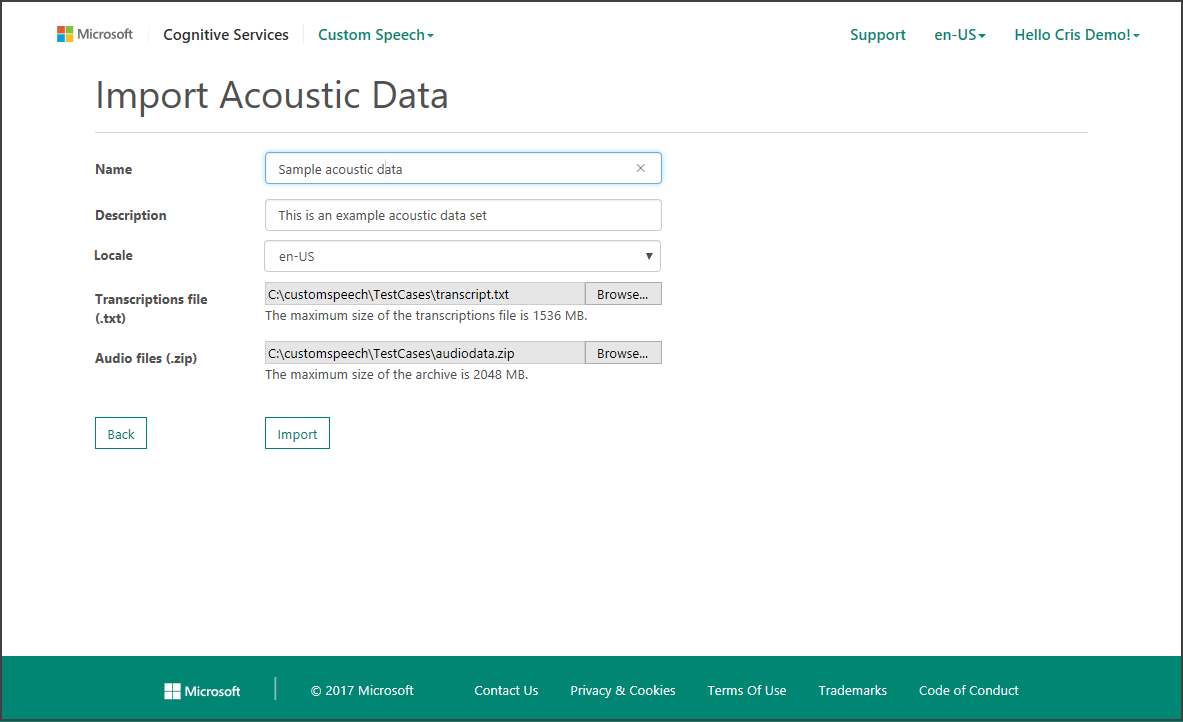 Microsoft Cognitive Services Custom Speech Support en-US Hello Cris Demo!
Import Acoustic Data
Name Sample acoustic data
Description This is an example acoustic data set
Locale en-US
Transcriptions file
(.txt)
C:\customspeech\TestCases\transcript.txt Browse...
The maximum size of the transcriptions file is 1536 MB.
Audio files (.zip) C:\customspeech\TestCases\audiodata.zip Browse...
The maximum size of the archive is 2048 MB.
Back Import
Microsoft © 2017 Microsoft Contact Us Privacy & Cookies Terms Of Use Trademarks Code of Conduct